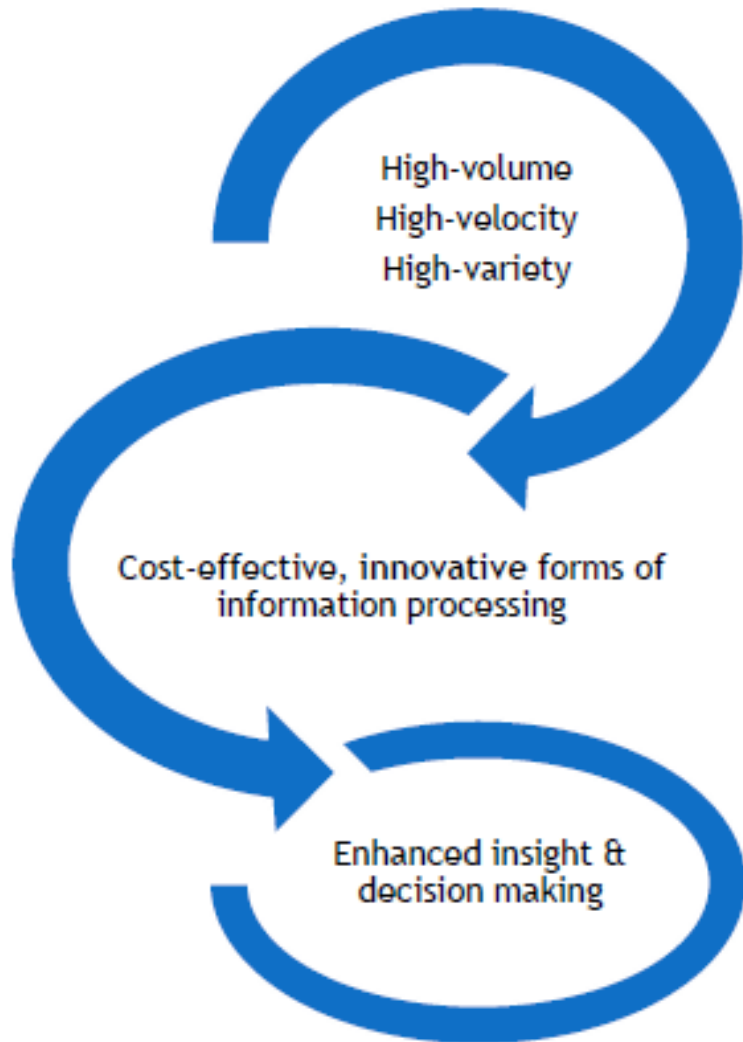 High-volume
High-velocity
High-variety
Cost-effective, innovative forms of
information processing
Enhanced insight &
decision making